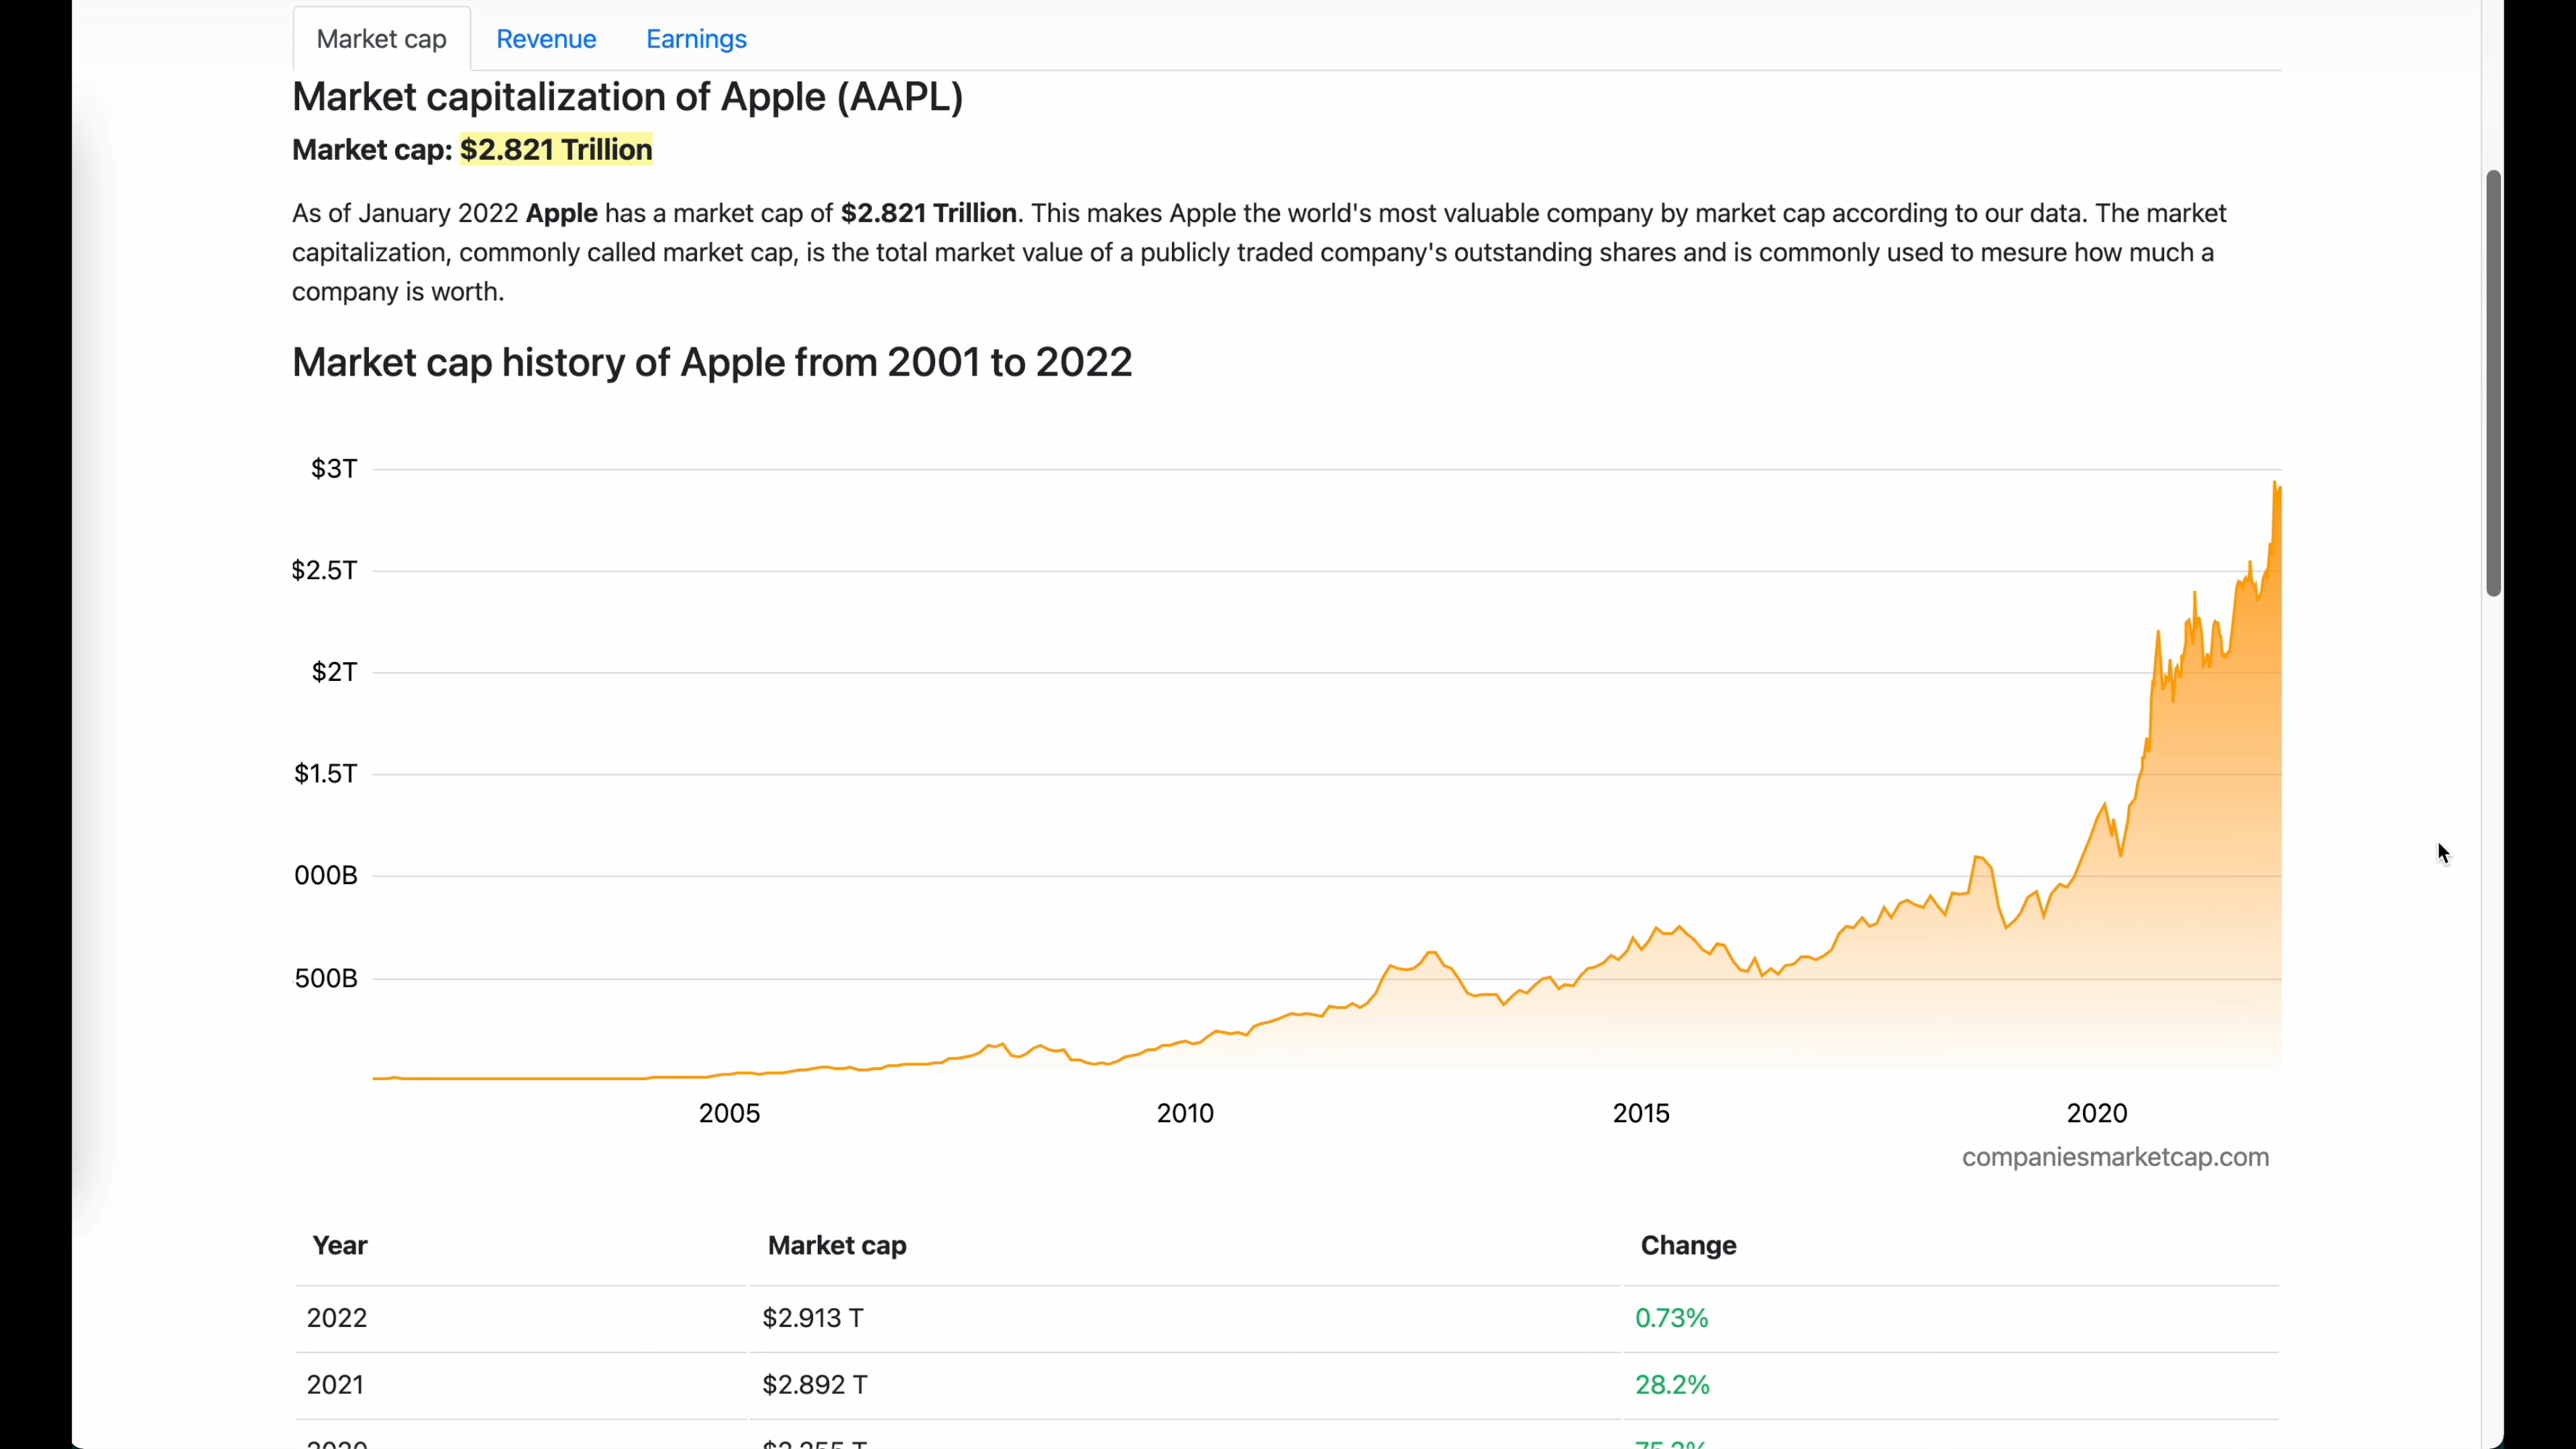 Market cap Revenue Earnings
Market capitalization of Apple (AAPL)
Market cap: $2.821 Trillion
As of January 2022 Apple has a market cap of $2.821 Trillion. This makes Apple the world's most valuable company by market cap according to our data. The market
capitalization, commonly called market cap, is the total market value of a publicly traded company's outstanding shares and is commonly used to mesure how much a
company is worth.
Market cap history of Apple from 2001 to 2022
$3T
$2.5T
$2T
$1.5T
000B
500B
2005 2010 2015 2020
companiesmarketcap.com
Year Market cap Change
2022 $2.913 T 0.73%
2021 $2.892 T 28.2%